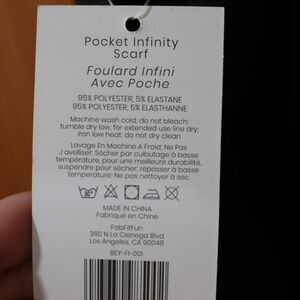 Pocket Infinity
Scarf
Foulard Infini
Avec Poche
95% POLYESTER, 5% ELASTANE
95% POLYESTER, 5% ELASTHANNE
Machine wash cold; do not bleach;
tumble dry low, for extended use line dry;
iron low heat; do not dry clean
Lavage En Machine A Froid; Ne Pas
J avelliser; Sécher par culbutage à basse
température, pour une meilleure durabilité,
suspendre pour sécher; repasser à basse
température; Ne pas nettoyer à sec
MADE IN CHINA
Fabriqué en Chine
FabFitFun
360 N La Cienega Blvd
Los Angeles, CA 90048
BEY-FI-001